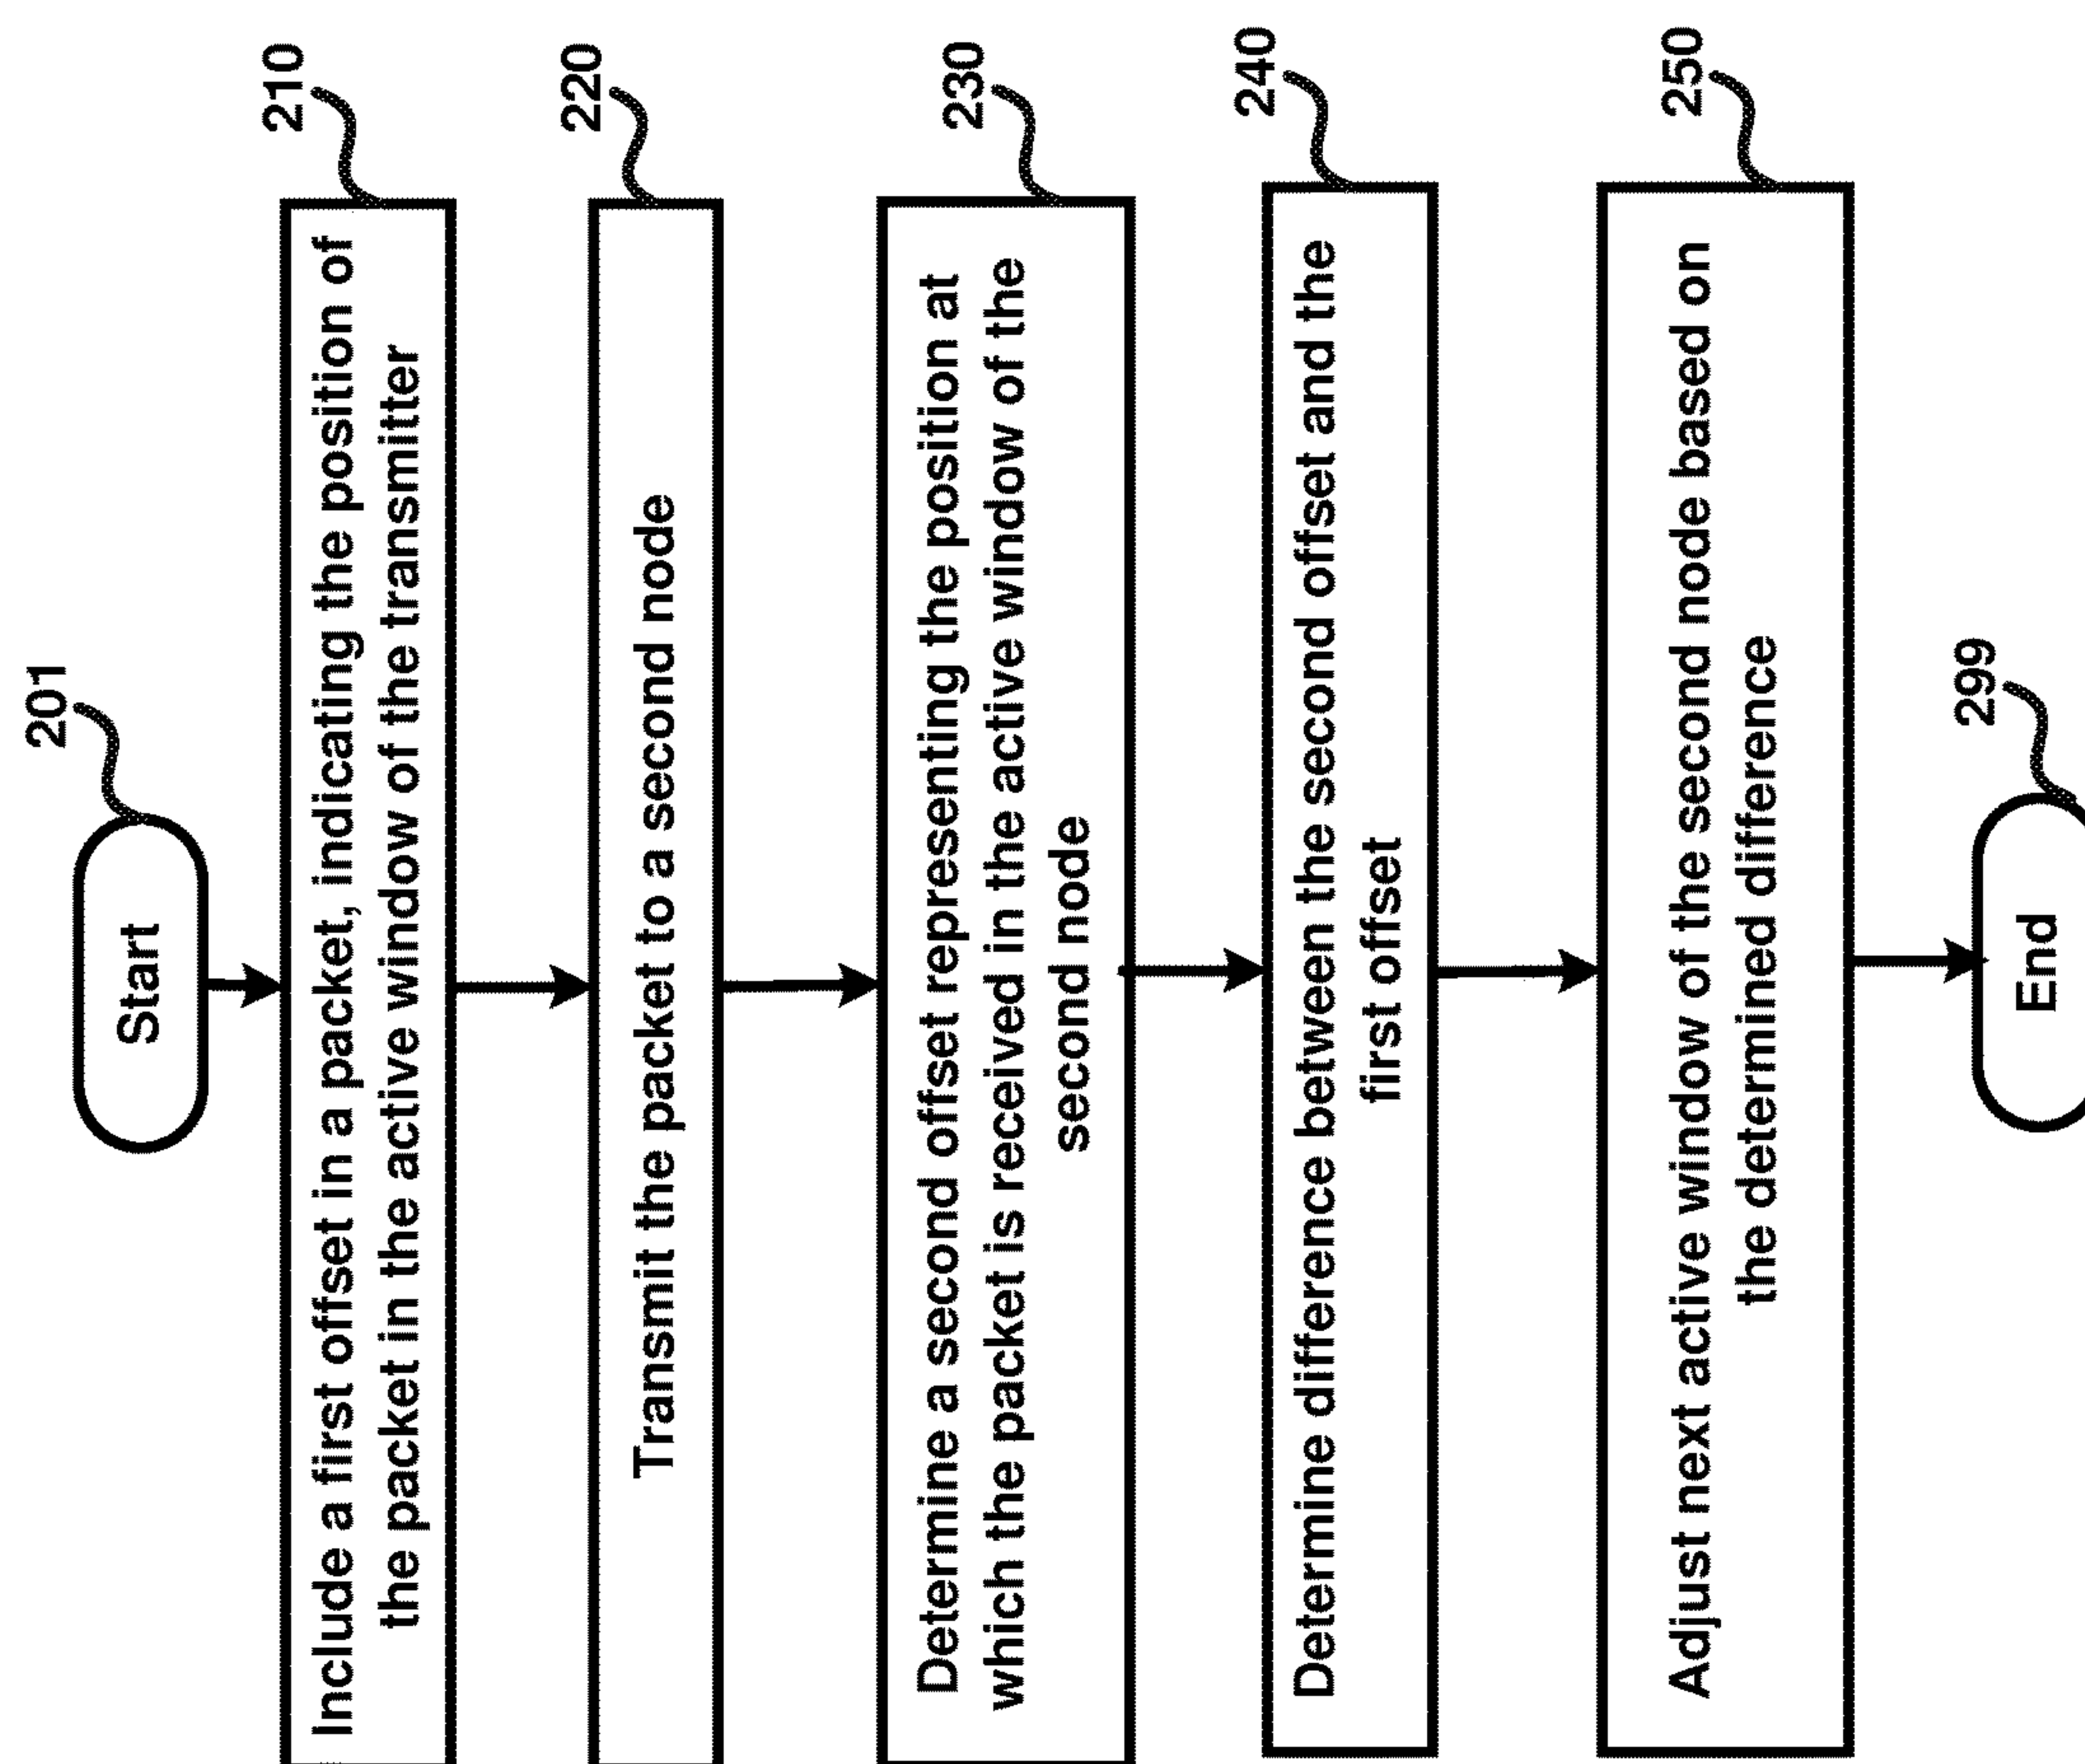 201
Start
210
Include a first offset in a packet, indicating the position of
the packet in the active window of the transmitter
220
Transmit the packet to a second node
230
Determine a second offset representing the position at
which the packet is received in the active window of the
second node
240
Determine difference between the second offset and the
first offset
250
Adjust next active window of the second node based on
the determined difference
299
End